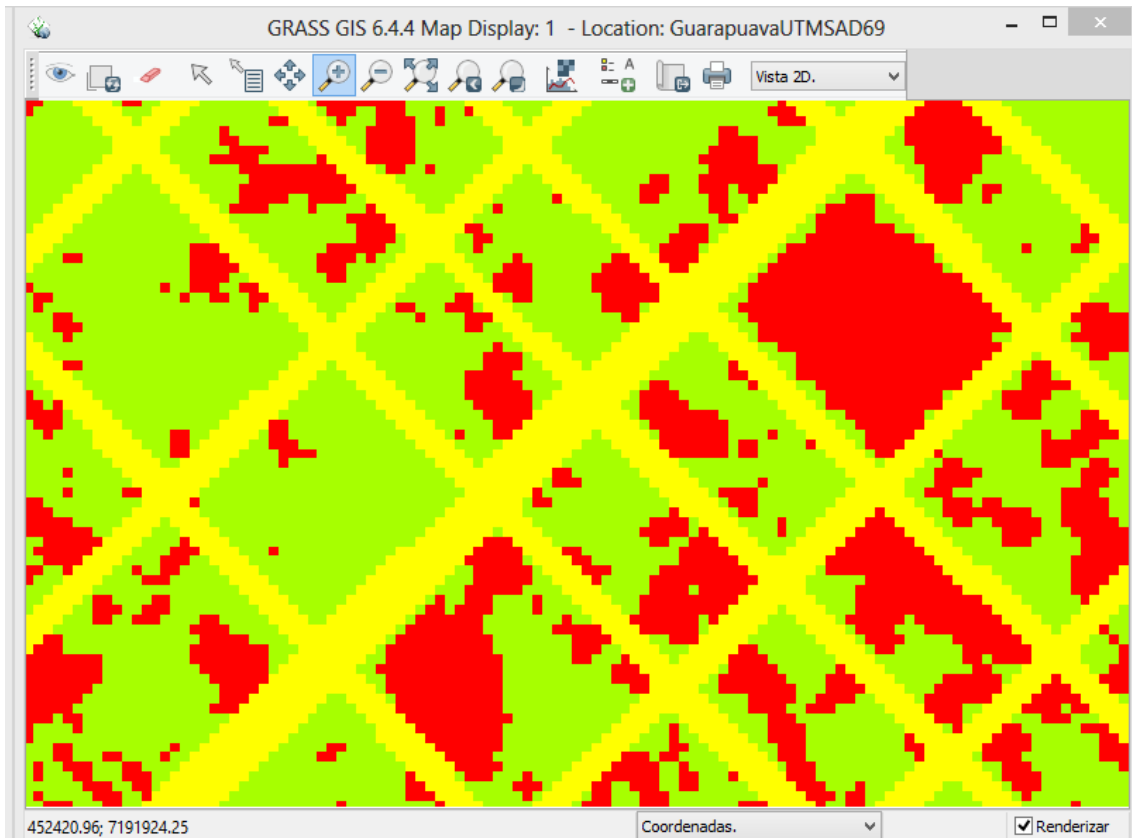 GRASS GIS 6.4.4 Map Display: 1 - Location: GuarapuavaUTMSAD69
A
Vista 2D.
452420.96; 7191924.25
Coordenadas.
Renderizar